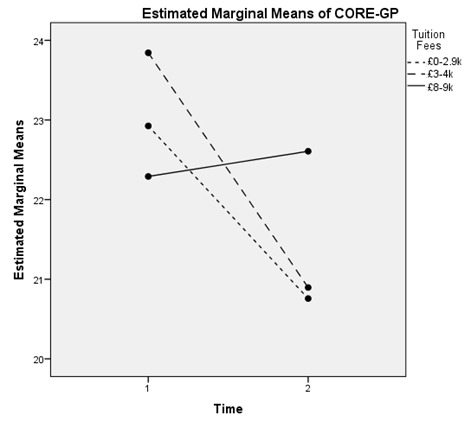 Estimated Marginal Means of CORE-GP
Tuition
Fees
£0-2.9k
£3-4k
£8-9k
Estimated Marginal Means
24
23
22
21
20
1
2
Time